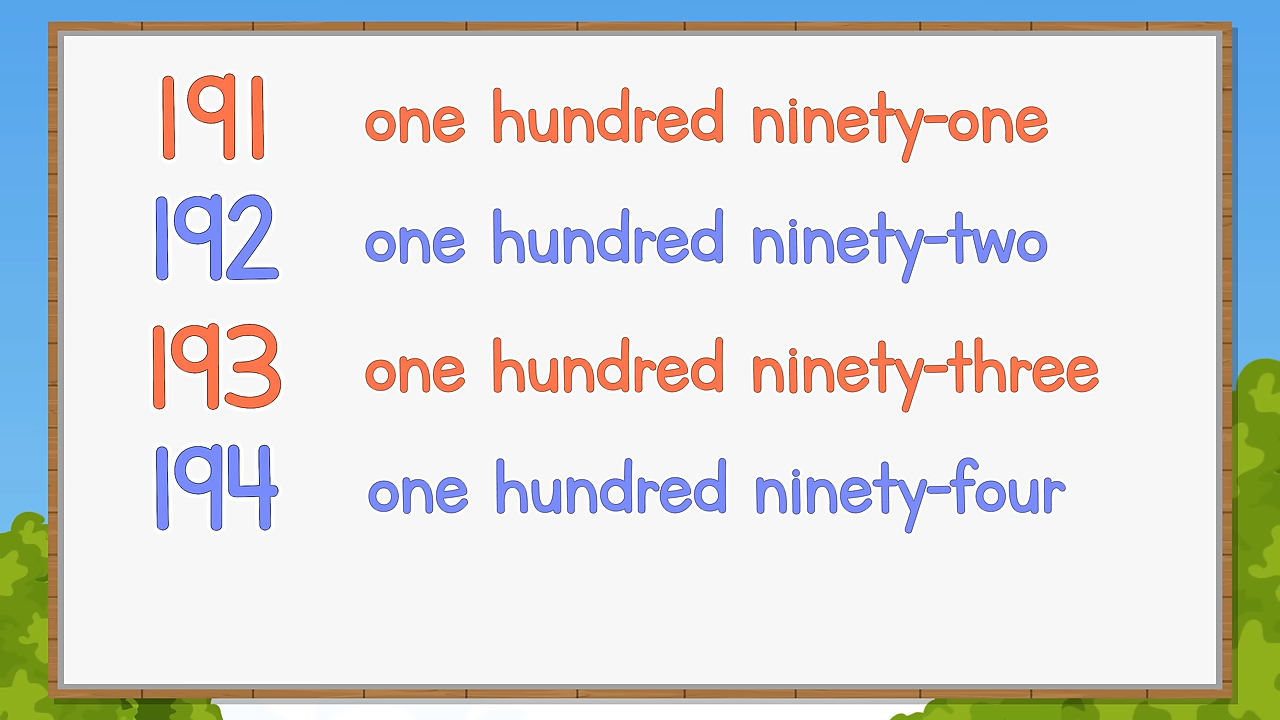 191 one hundred ninety-one
192 one hundred ninety-two
193 one hundred ninety-three
194 one hundred ninety-four